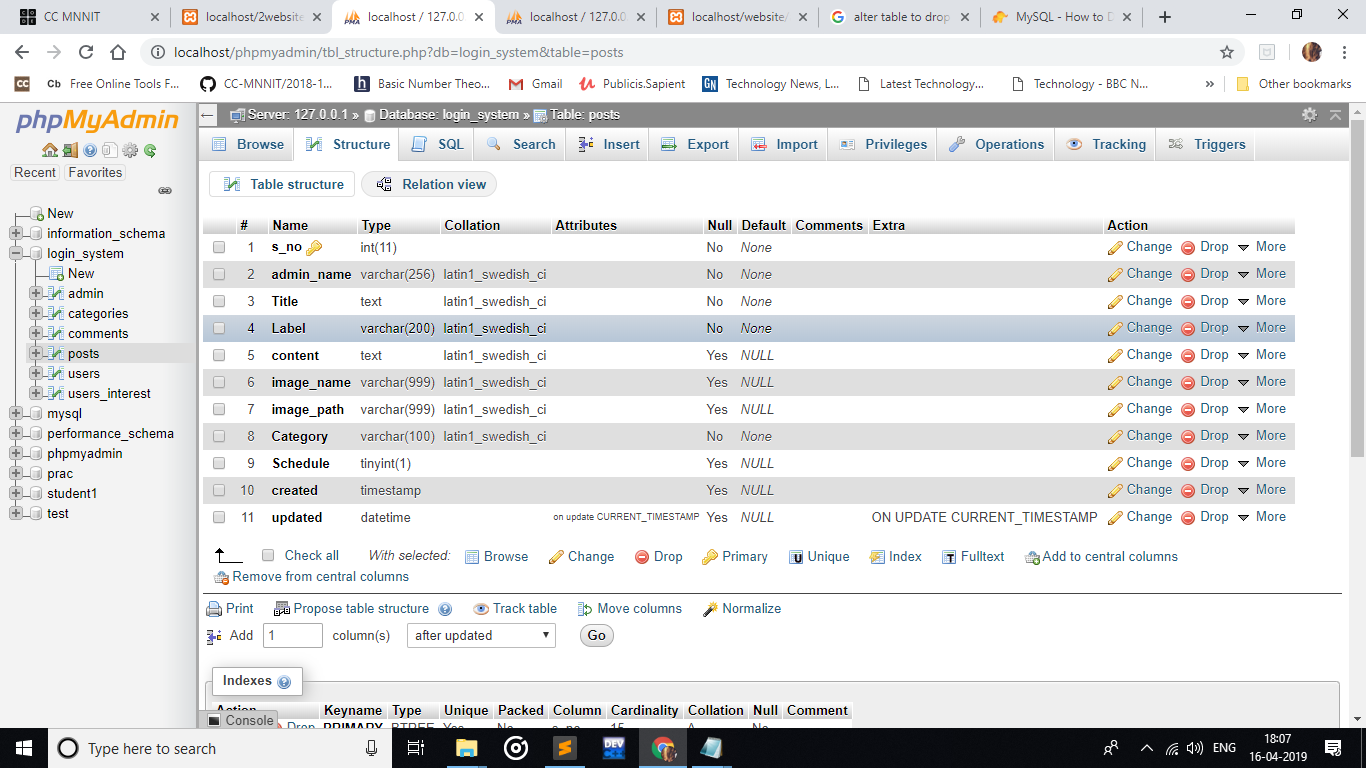 CC MNNIT
localhost/2website
localhost / 127.0.0
localhost / 127.0.0.
localhost/website/
alter table to drop
MySQL - How to D
localhost/phpmyadmin/tbl_structure.php?db=login_system&table=posts
CC
Cb Free Online Tools F...
CC-MNNIT/2018-1...
h Basic Number Theo...
Gmail
Publicis.Sapient
GN Technology News, L...
Latest Technology...
Technology - BBC N...
»
Other bookmarks
phpMyAdmin
Recent Favorites
New
information_schema
login_system
New
admin
categories
comments
posts
users
users_interest
mysql
performance_schema
phpmyadmin
prac
student1
test
Server: 127.0.0.1 » Database: login_system » Table: posts
Browse Structure SQL Search Insert Export Import Privileges Operations Tracking Triggers
Table structure Relation view
# Name Type Collation Attributes Null Default Comments Extra Action
1 s_no int(11) No None Change Drop More
2 admin_name varchar(256) latin1_swedish_ci No None Change Drop More
3 Title text latin1_swedish_ci No None Change Drop More
4 Label varchar(200) latin1_swedish_ci No None Change Drop More
5 content text latin1_swedish_ci Yes NULL Change Drop More
6 image_name varchar(999) latin1_swedish_ci Yes NULL Change Drop More
7 image_path varchar(999) latin1_swedish_ci Yes NULL Change Drop More
8 Category varchar(100) latin1_swedish_ci No None Change Drop More
9 Schedule tinyint(1) Yes NULL Change Drop More
10 created timestamp Yes NULL Change Drop More
11 updated datetime on update CURRENT_TIMESTAMP Yes NULL ON UPDATE CURRENT_TIMESTAMP Change Drop More
Check all With selected: Browse Change Drop Primary Unique Index Fulltext Add to central columns
Remove from central columns
Print Propose table structure Track table Move columns Normalize
Add 1 column(s) after updated Go
Indexes
Action Keyname Type Unique Packed Column Cardinality Collation Null Comment
Drop PRIMARY BTREE Yes No s_no 15 A No
Console
Type here to search
DEV
ENG
18:07
16-04-2019